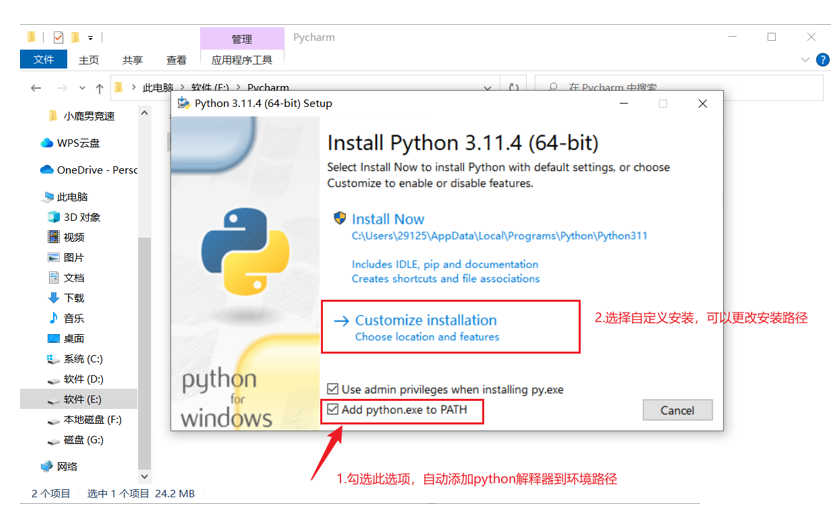 管理
Pycharm
文件
主页
共享
查看
应用程序工具
此电脑
软件 (E:)
Pycharm
在 Pycharm 中搜索
小鹿男竞速
WPS云盘
OneDrive - Persc
此电脑
3D 对象
视频
图片
文档
下载
音乐
桌面
系统 (C:)
软件 (D:)
软件 (E:)
本地磁盘 (F:)
磁盘 (G:)
网络
2 个项目
选中 1 个项目 24.2 MB
Python 3.11.4 (64-bit) Setup
Install Python 3.11.4 (64-bit)
Select Install Now to install Python with default settings, or choose
Customize to enable or disable features.
Install Now
C:\Users\29125\AppData\Local\Programs\Python\Python311
Includes IDLE, pip and documentation
Creates shortcuts and file associations
Customize installation
Choose location and features
2.选择自定义安装，可以更改安装路径
Use admin privileges when installing py.exe
Add python.exe to PATH
Cancel
python
for
windows
1.勾选此选项，自动添加python解释器到环境路径